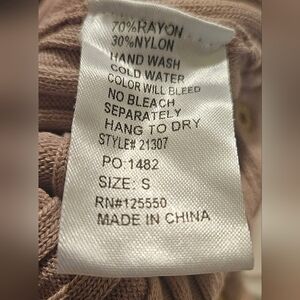 70%RAYON
30%NYLON
HAND WASH
COLD WATER
COLOR WILL BLEED
NO BLEACH
SEPARATELY
HANG TO DRY
STYLE# 21307
PO:1482
SIZE: S
RN#125550
MADE IN CHINA